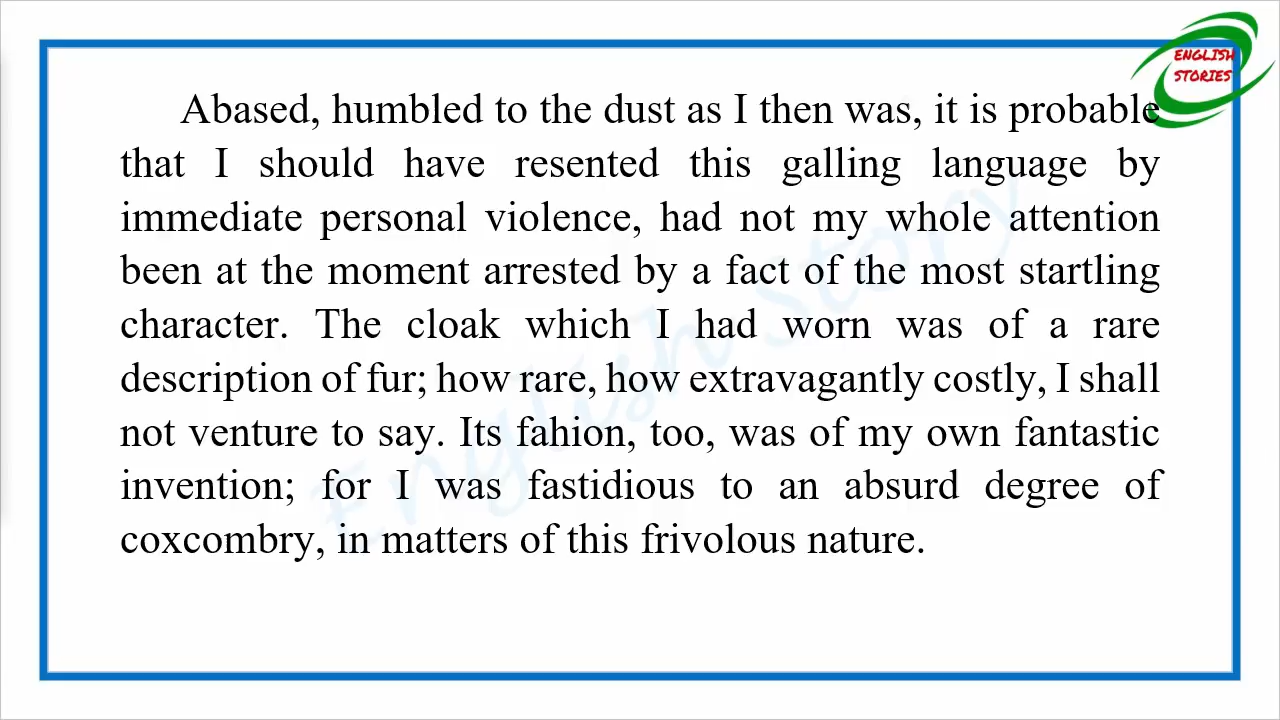 ENGLISH
STORIES
Abased, humbled to the dust as I then was, it is probable
that I should have resented this galling language by
immediate personal violence, had not my whole attention
been at the moment arrested by a fact of the most startling
character. The cloak which I had worn was of a rare
description of fur; how rare, how extravagantly costly, I shall
not venture to say. Its fahion, too, was of my own fantastic
invention; for I was fastidious to an absurd degree of
coxcombry, in matters of this frivolous nature.
English Story